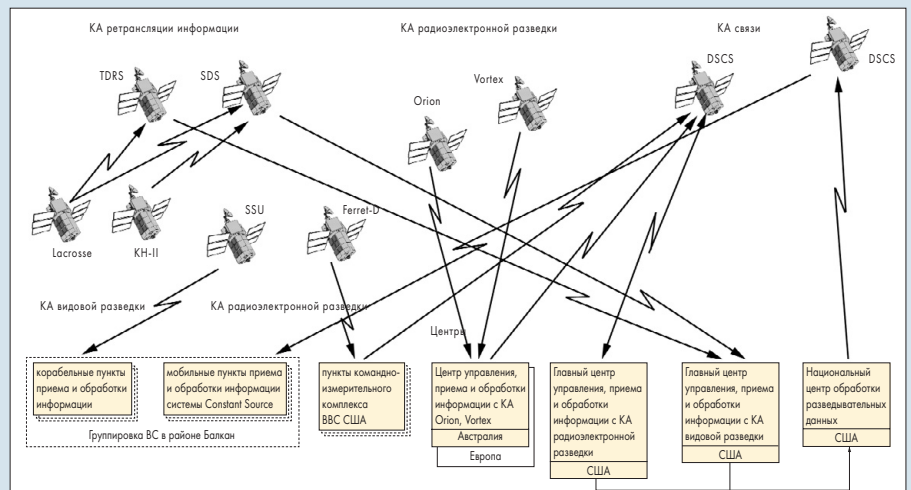 КА ретрансляции информации
КА радиоэлектронной разведки
КА связи
TDRS
SDS
Vortex
DSCS
DSCS
Orion
SSU
Ferret-D
Lacrosse
KH-II
КА видовой разведки
КА радиоэлектронной разведки
Центры
корабельные пункты
приема и обработки
информации
мобильные пункты приема
и обработки информации
системы Constant Source
Группировка ВС в районе Балкан
пункты командно-
измерительного
комплекса
ВВС США
Центр управления,
приема и обработки
информации с КА
Orion, Vortex
Австралия
Европа
Главный центр
управления, приема
и обработки
информации с КА
радиоэлектронной
разведки
США
Главный центр
управления, приема
и обработки
информации с КА
видовой разведки
США
Национальный
центр обработки
разведывательных
данных
США